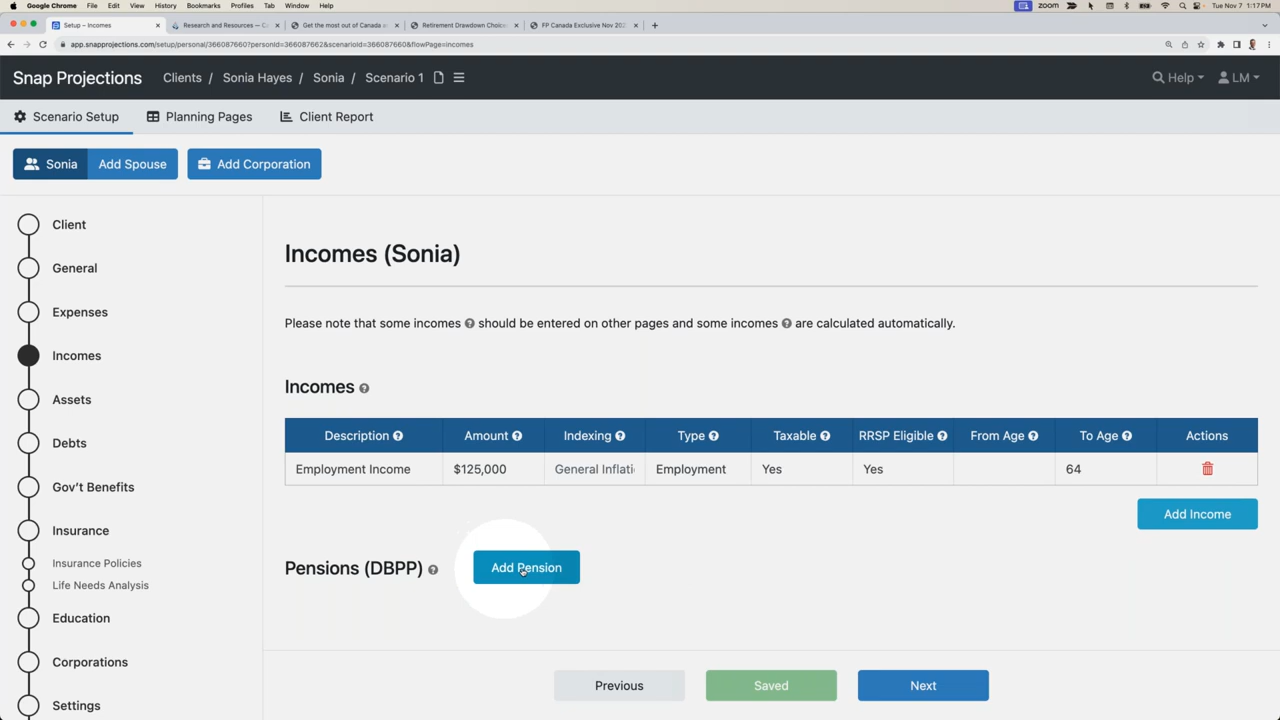 Google Chrome File Edit View History Bookmarks Profiles Tab Window Help zoom Tue Nov 7 1:17 PM
Setup – Incomes Research and Resources — C Get the most out of Canada a Retirement Drawdown Choice FP Canada Exclusive Nov 202
app.snapprojections.com/setup/personal/366087660?personId=366087662&scenarioId=366087660&flowPage=incomes
Snap Projections Clients / Sonia Hayes / Sonia / Scenario 1 Help LM
Scenario Setup Planning Pages Client Report
Sonia Add Spouse Add Corporation
Client
General
Expenses
Incomes
Assets
Debts
Gov't Benefits
Insurance
Insurance Policies
Life Needs Analysis
Education
Corporations
Settings
Incomes (Sonia)
Please note that some incomes ? should be entered on other pages and some incomes ? are calculated automatically.
Incomes ?
Description ? Amount ? Indexing ? Type ? Taxable ? RRSP Eligible ? From Age ? To Age ? Actions
Employment Income $125,000 General Inflati Employment Yes Yes 64
Add Income
Pensions (DBPP) ? Add Pension
Previous Saved Next